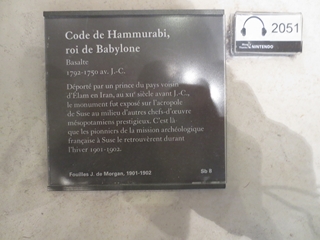 Code de Hammurabi,
roi de Babylone
Basalte
1792-1750 av. J.-C.
Déporté par un prince du pays voisin
d'Élam en Iran, au XIIe siècle avant J.-C.,
le monument fut exposé sur l'acropole
de Suse au milieu d'autres chefs-d'œuvre
mésopotamiens prestigieux. C'est là
que les pionniers de la mission archéologique
française à Suse le retrouvèrent durant
l'hiver 1901-1902.
Fouilles J. de Morgan, 1901-1902
Sb 8
2051
NINTENDO